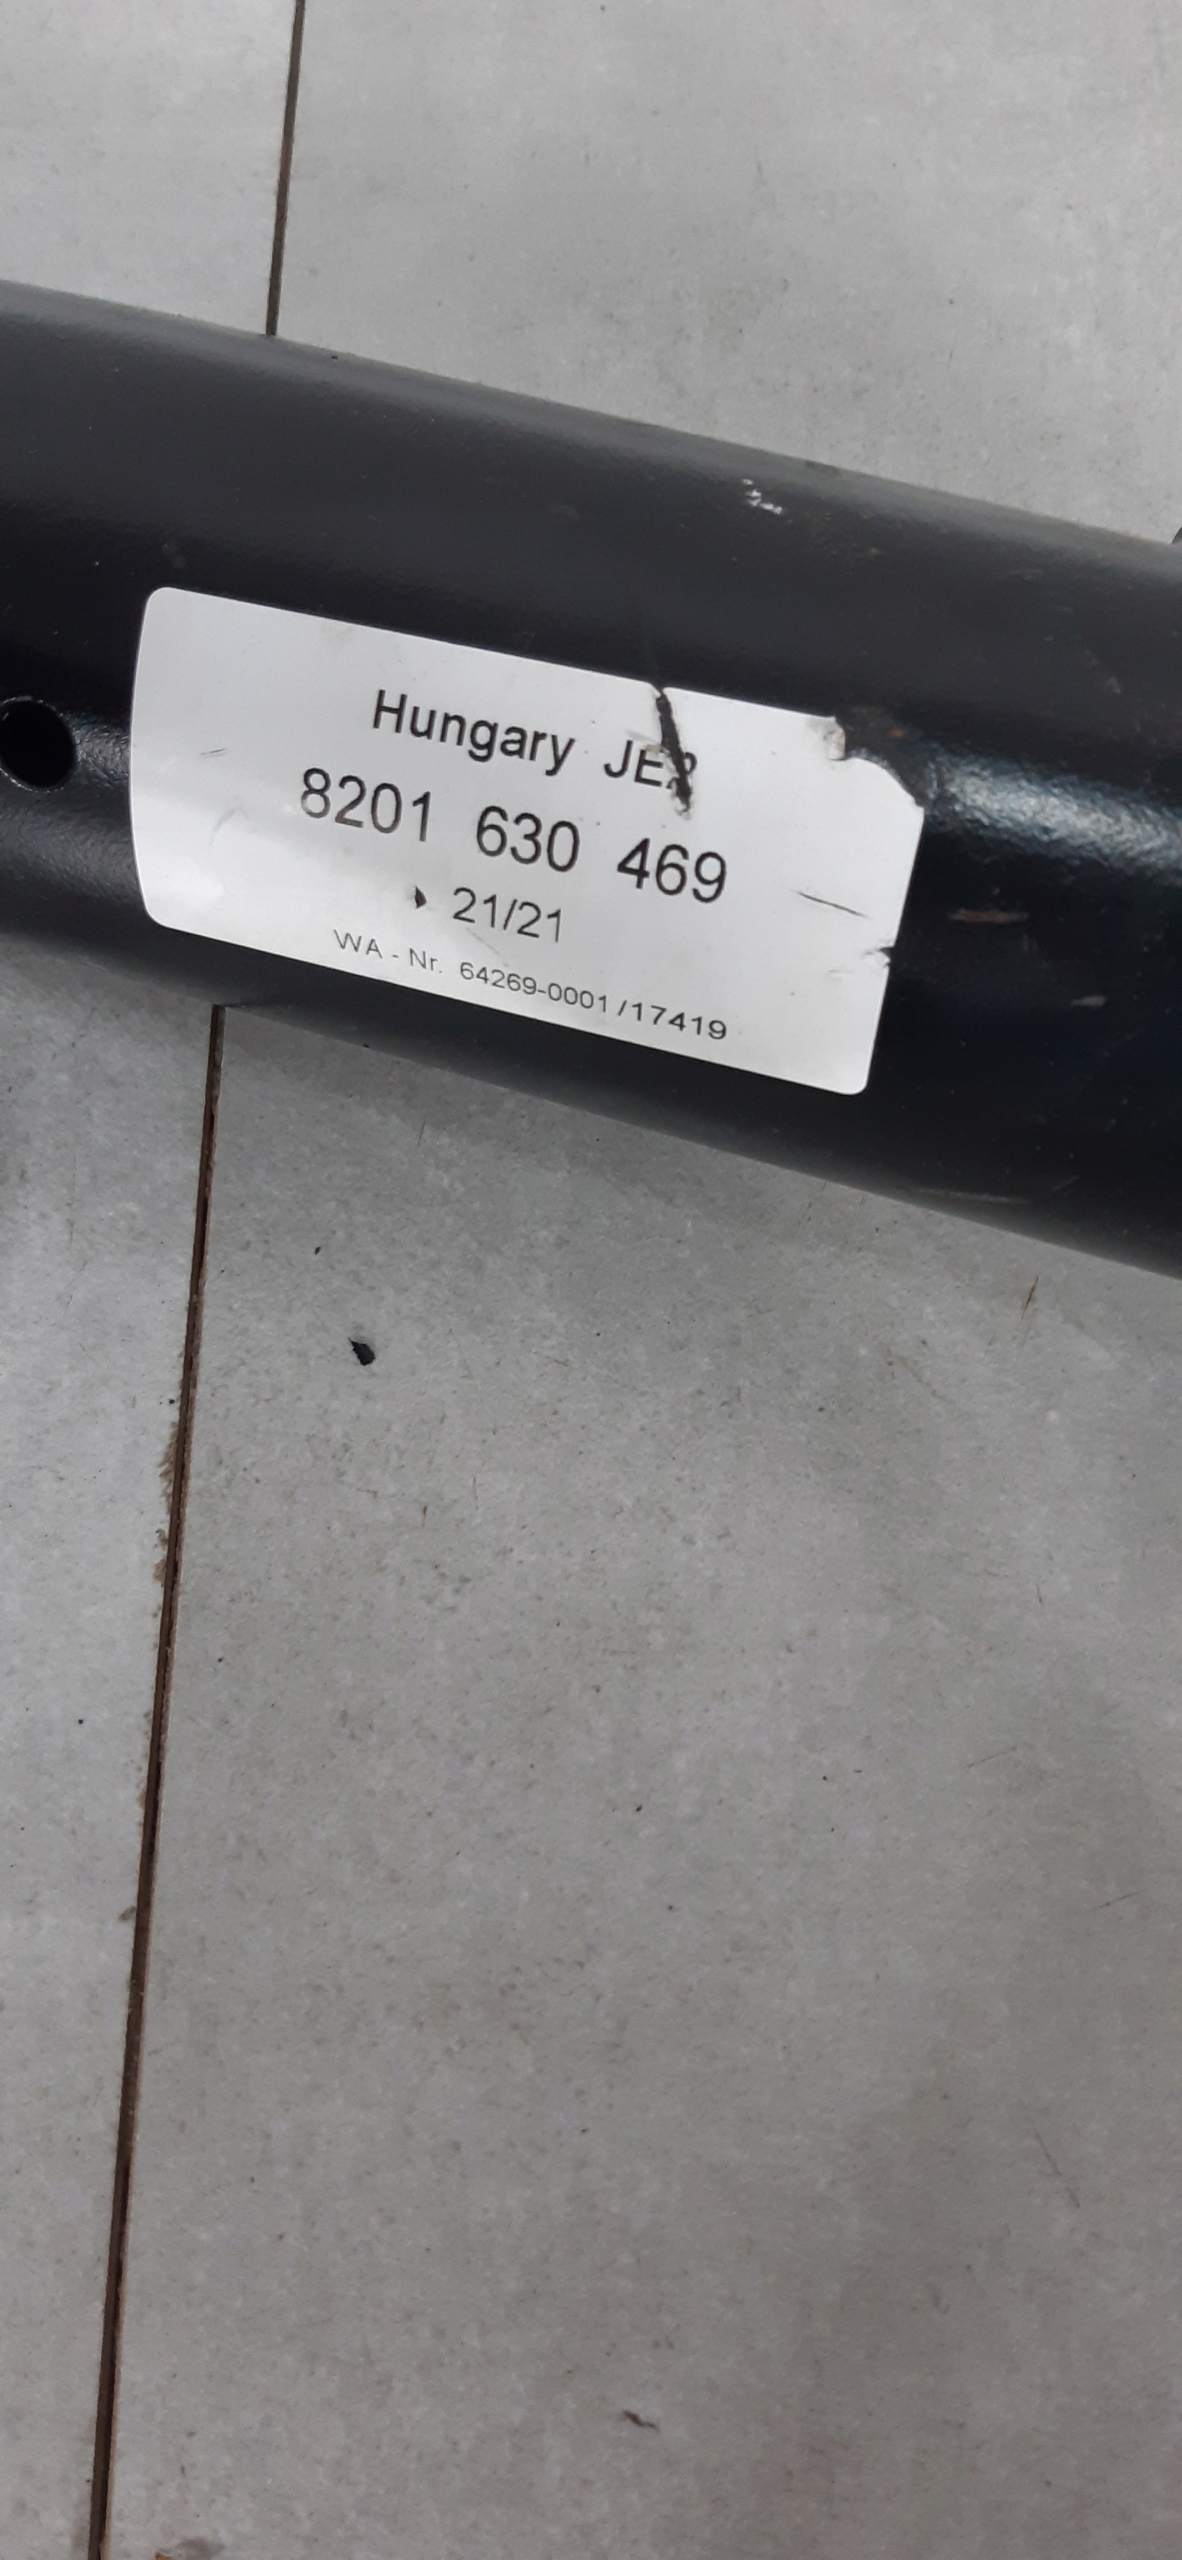 Hungary
8201 630 469
21/21
WA - Nr. 64269-0001/17419